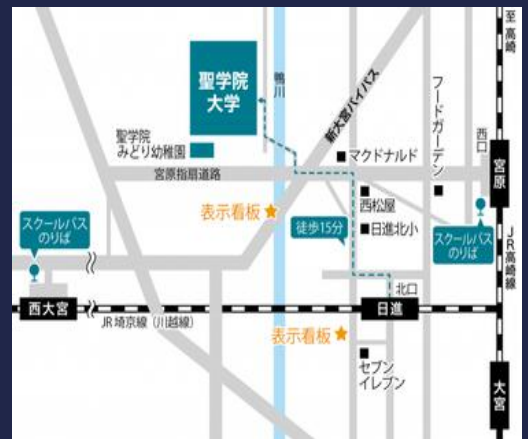 至高崎
聖学院
大学
鴨川
新大宮バイパス
フードガーデン
西口
宮原
聖学院
みどり幼稚園
マクドナルド
宮原指扇道路
西松屋
表示看板
日進北小
徒歩15分
スクールバス
のりば
スクールバス
のりば
JR高崎線
北口
西大宮
日進
JR埼京線（川越線）
表示看板
セブン
イレブン
大宮